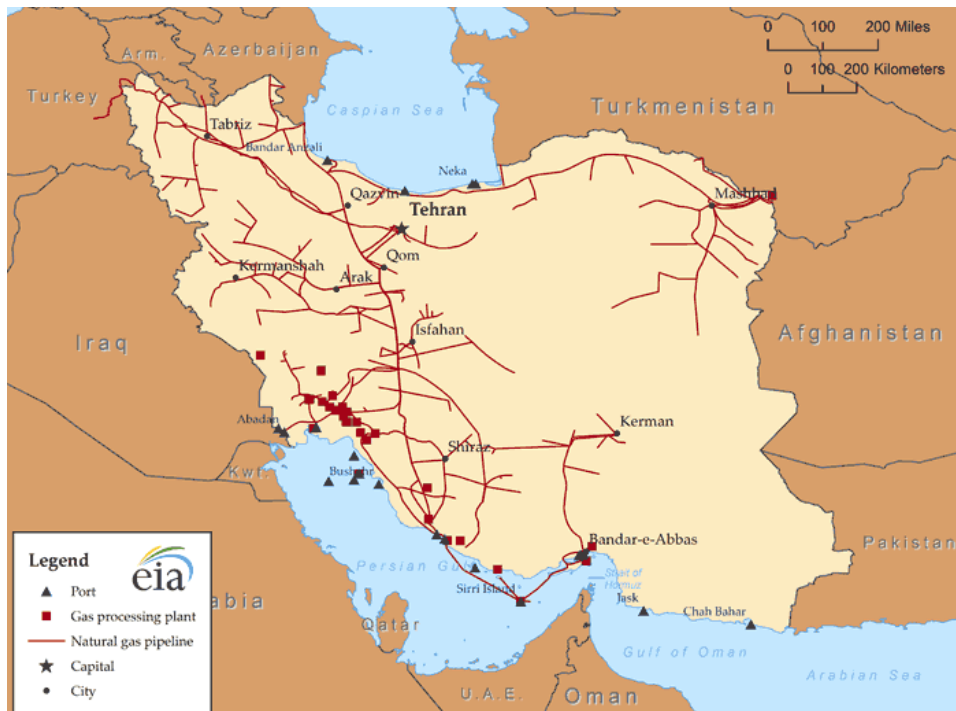 0 100 200 Miles
0 100 200 Kilometers
Arm.
Azerbaijan
Turkey
Caspian Sea
Turkmenistan
Tabriz
Bandar Anzali
Neka
Qazvin
Mashhad
Tehran
Qom
Kermanshah
Arak
Iraq
Isfahan
Afghanistan
Abadan
Kerman
Kwt.
Bushehr
Shiraz
Bandar-e-Abbas
Pakistan
Persian Gulf
Strait of
Hormuz
Sirri Island
Jask
Chah Bahar
Qatar
abia
Gulf of Oman
Arabian Sea
U.A.E.
Oman
Legend
eia
Port
Gas processing plant
Natural gas pipeline
Capital
City